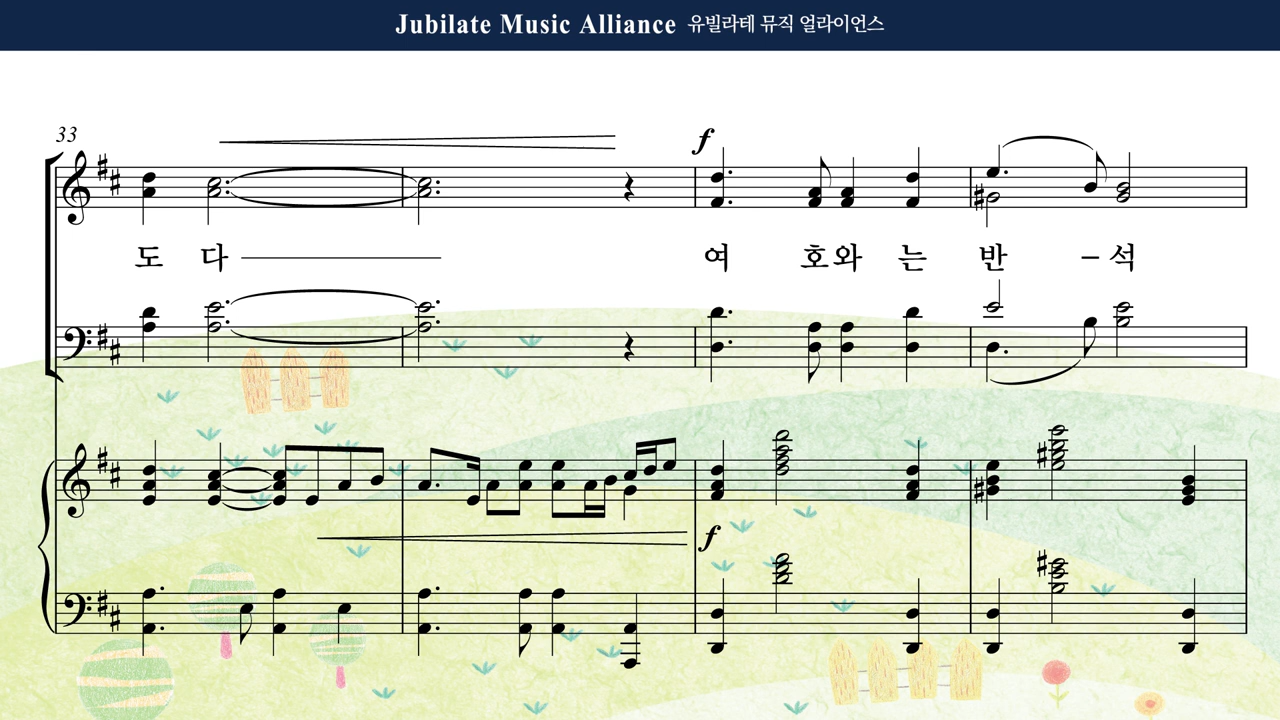 Jubilate Music Alliance 유빌라테 뮤직 얼라이언스
33
f
도 다 여 호 와 는 반 – 석
f